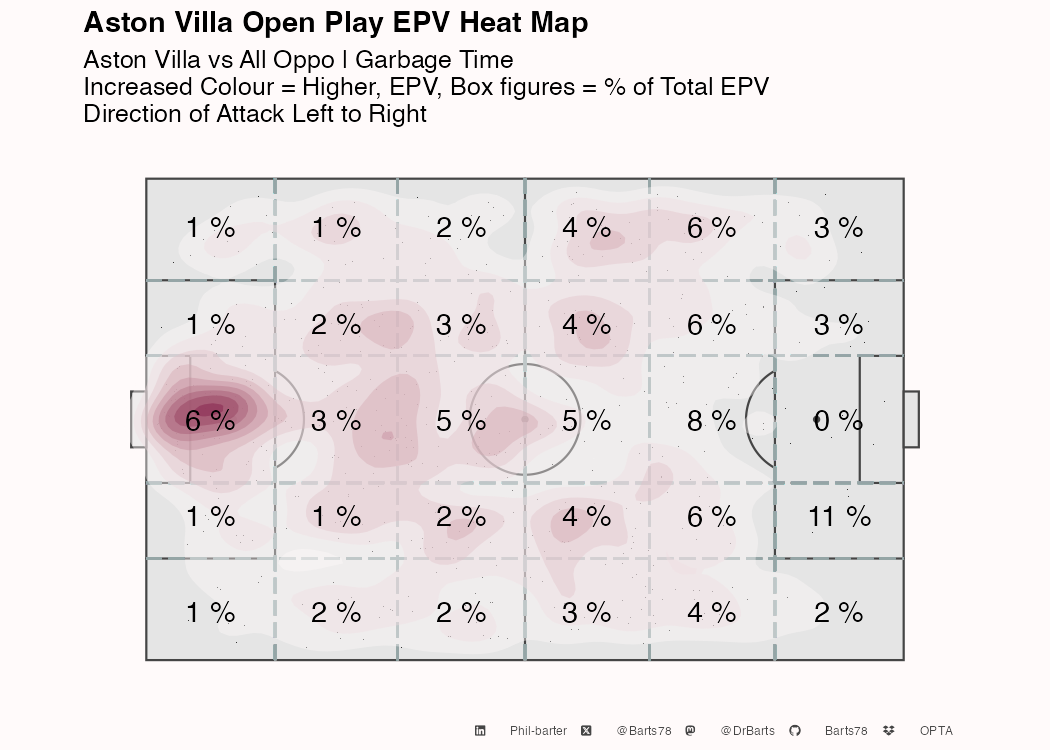 Aston Villa Open Play EPV Heat Map
Aston Villa vs All Oppo | Garbage Time
Increased Colour = Higher, EPV, Box figures = % of Total EPV
Direction of Attack Left to Right
1 % 1 % 2 % 4 % 6 % 3 %
1 % 2 % 3 % 4 % 6 % 3 %
6 % 3 % 5 % 5 % 8 % 0 %
1 % 1 % 2 % 4 % 6 % 11 %
1 % 2 % 2 % 3 % 4 % 2 %
Phil-barter @Barts78 @DrBarts Barts78 OPTA